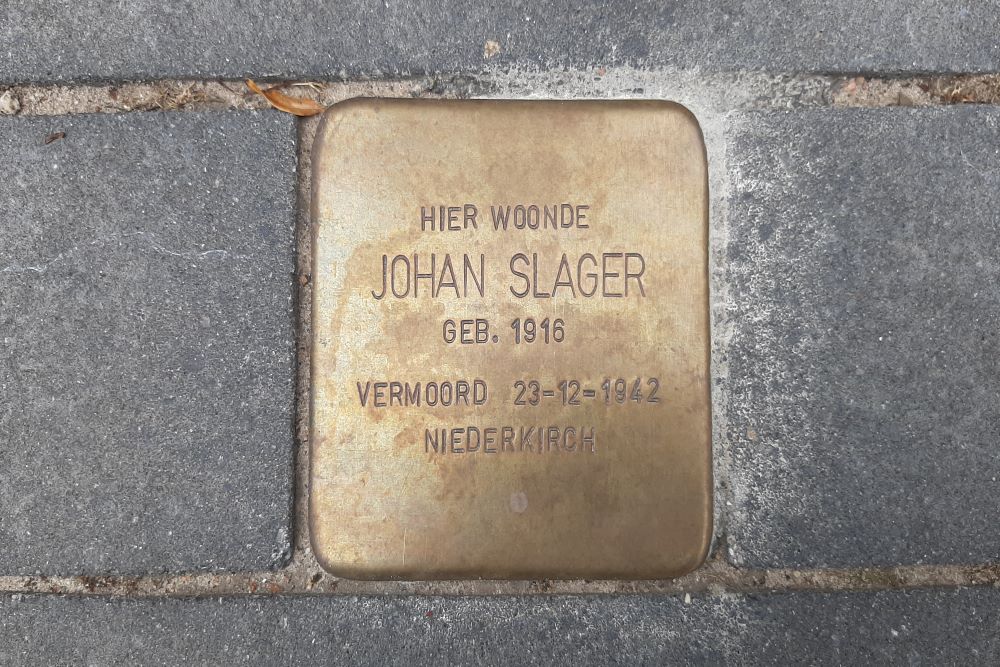 HIER WOONDE
JOHAN SLAGER
GEB. 1916
VERMOORD 23-12-1942
NIEDERKIRCH